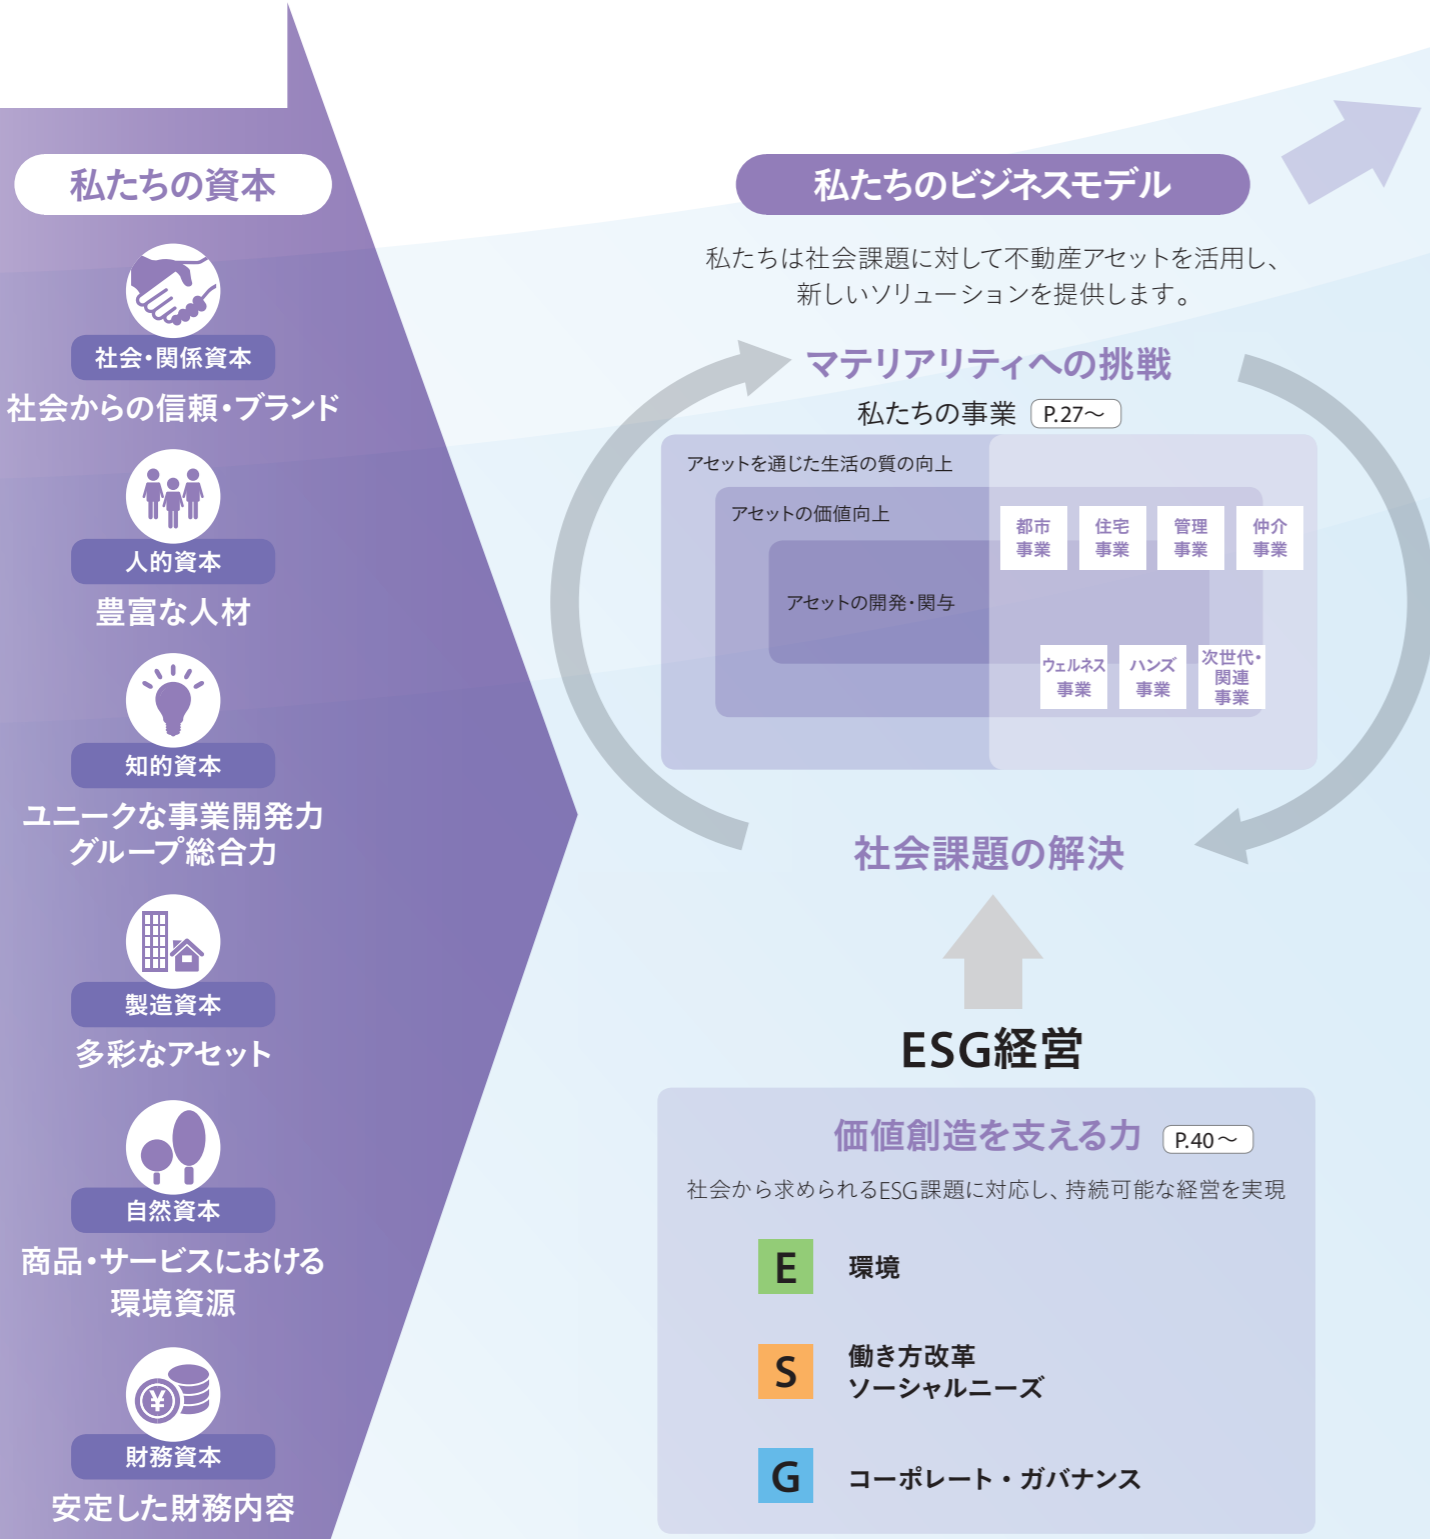 私たちの資本
社会・関係資本
社会からの信頼・ブランド
人的資本
豊富な人材
知的資本
ユニークな事業開発力
グループ総合力
製造資本
多彩なアセット
自然資本
商品・サービスにおける
環境資源
¥
財務資本
安定した財務内容
私たちのビジネスモデル
私たちは社会課題に対して不動産アセットを活用し、
新しいソリューションを提供します。
マテリアリティへの挑戦
私たちの事業 P.27〜
アセットを通じた生活の質の向上
アセットの価値向上
アセットの開発・関与
都市
事業
住宅
事業
管理
事業
仲介
事業
ウェルネス
事業
ハンズ
事業
次世代・
関連
事業
社会課題の解決
ESG経営
価値創造を支える力 P.40〜
社会から求められるESG課題に対応し、持続可能な経営を実現
E 環境
S 働き方改革
ソーシャルニーズ
G コーポレート・ガバナンス